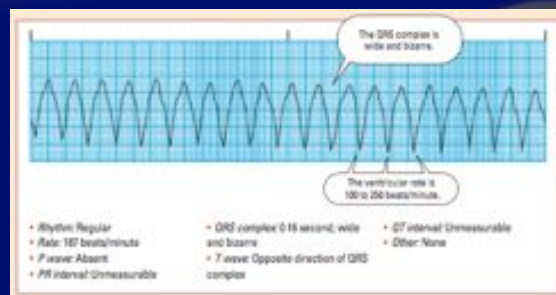 The QRS complex is
wide and bizarre.
The ventricular rate is
100 to 250 beats/minute.
• Rhythm: Regular
• Rate: 187 beats/minute
• P wave: Absent
• PR interval: Unmeasurable
• QRS complex: 0.16 second; wide
and bizarre
• T wave: Opposite direction of QRS
complex
• QT interval: Unmeasurable
• Other: None